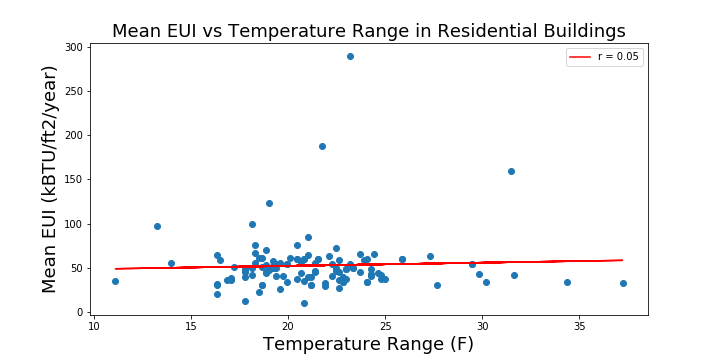 Mean EUI vs Temperature Range in Residential Buildings
r = 0.05
Mean EUI (kBTU/ft2/year)
300
250
200
150
100
50
0
10 15 20 25 30 35
Temperature Range (F)